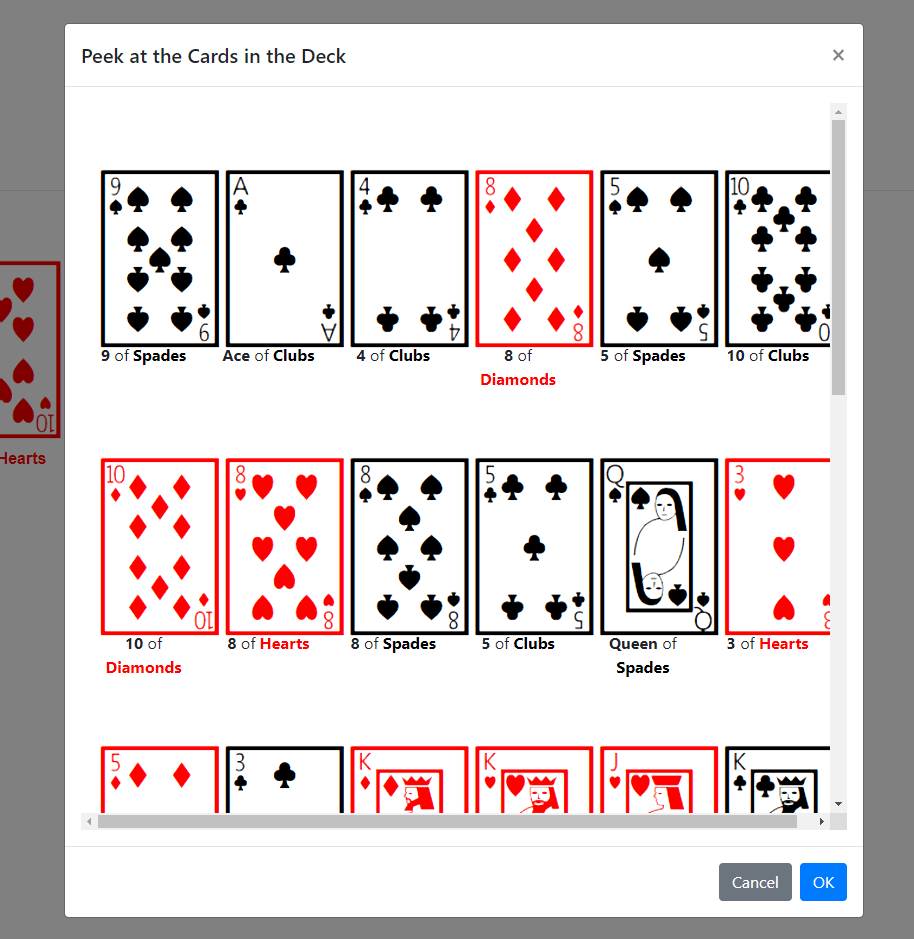 Peek at the Cards in the Deck ×
9 A 4 8 5 10
9 A 4 8 5 0
9 of Spades Ace of Clubs 4 of Clubs 8 of Diamonds 5 of Spades 10 of Clubs
10
Hearts
10 8 8 5 Q 3
10 8 8 5 Q 8
10 of Diamonds 8 of Hearts 8 of Spades 5 of Clubs Queen of Spades 3 of Hearts
5 3 K K J K
Cancel OK